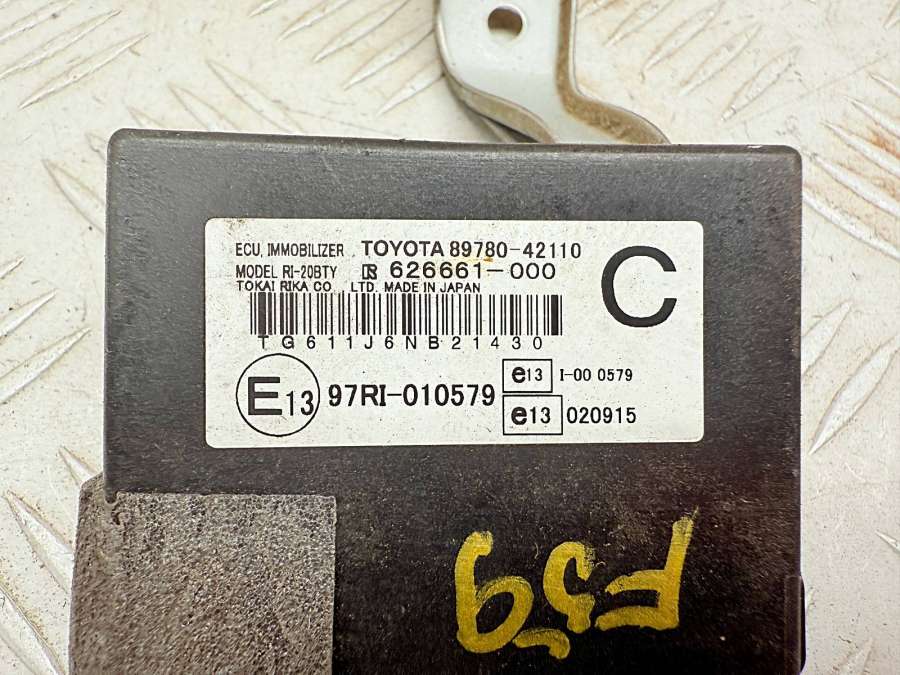 ECU, IMMOBILIZER TOYOTA 89780-42110
MODEL RI-20BTY R 626661-000
TOKAI RIKA CO., LTD. MADE IN JAPAN
C
TG611J6NB21430
E13 97RI-010579
e13 I-00 0579
e13 020915
F59